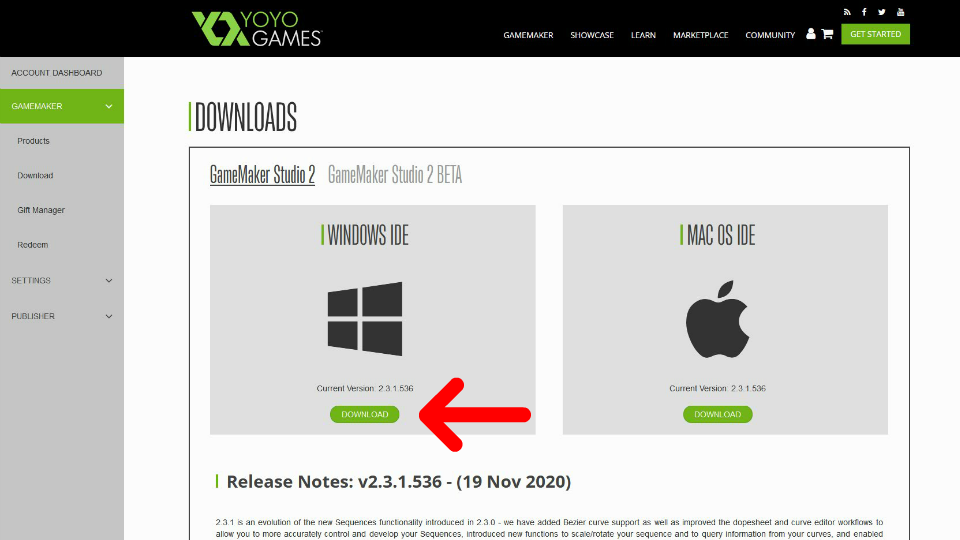 YOYO
GAMES
GAMEMAKER SHOWCASE LEARN MARKETPLACE COMMUNITY GET STARTED
ACCOUNT DASHBOARD
GAMEMAKER
Products
Download
Gift Manager
Redeem
SETTINGS
PUBLISHER
DOWNLOADS
GameMaker Studio 2 GameMaker Studio 2 BETA
WINDOWS IDE
Current Version: 2.3.1.536
DOWNLOAD
MAC OS IDE
Current Version: 2.3.1.536
DOWNLOAD
Release Notes: v2.3.1.536 - (19 Nov 2020)
2.3.1 is an evolution of the new Sequences functionality introduced in 2.3.0 - we have added Bezier curve support as well as improved the dopesheet and curve editor workflows to
allow you to more accurately control and develop your Sequences, introduced new functions to scale/rotate your sequence and to query information from your curves, and enabled